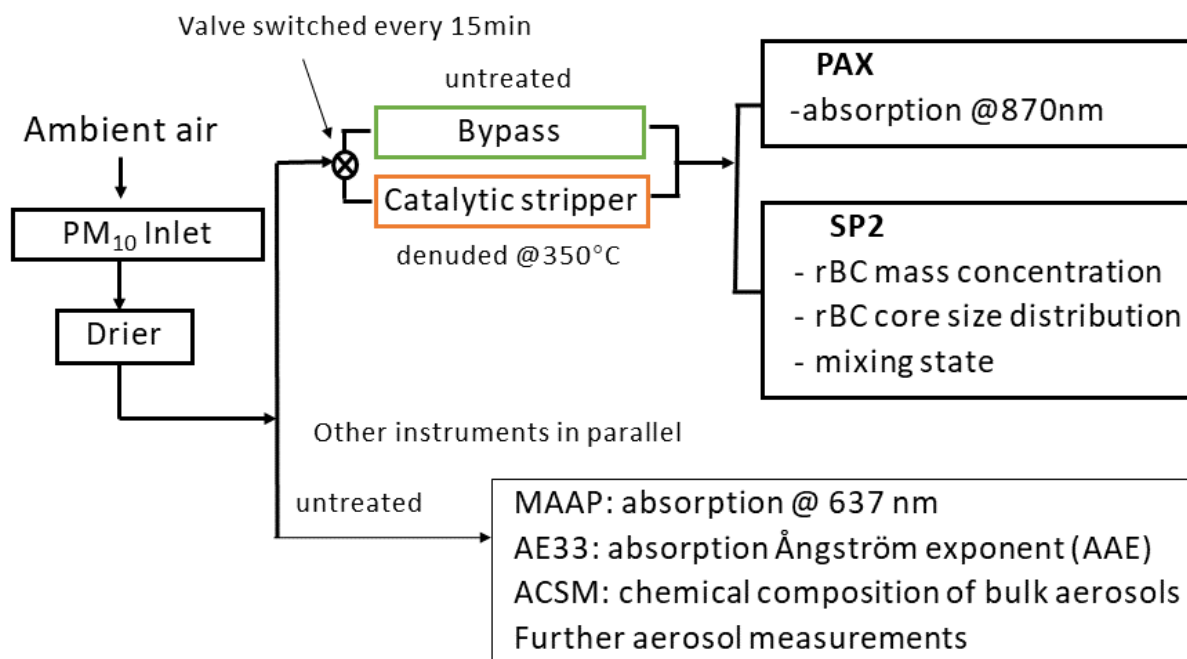 Valve switched every 15min
Ambient air
PM₁₀ Inlet
Drier
untreated
Bypass
Catalytic stripper
denuded @350°C
PAX
-absorption @870nm
SP2
- rBC mass concentration
- rBC core size distribution
- mixing state
Other instruments in parallel
untreated
MAAP: absorption @ 637 nm
AE33: absorption Ångström exponent (AAE)
ACSM: chemical composition of bulk aerosols
Further aerosol measurements